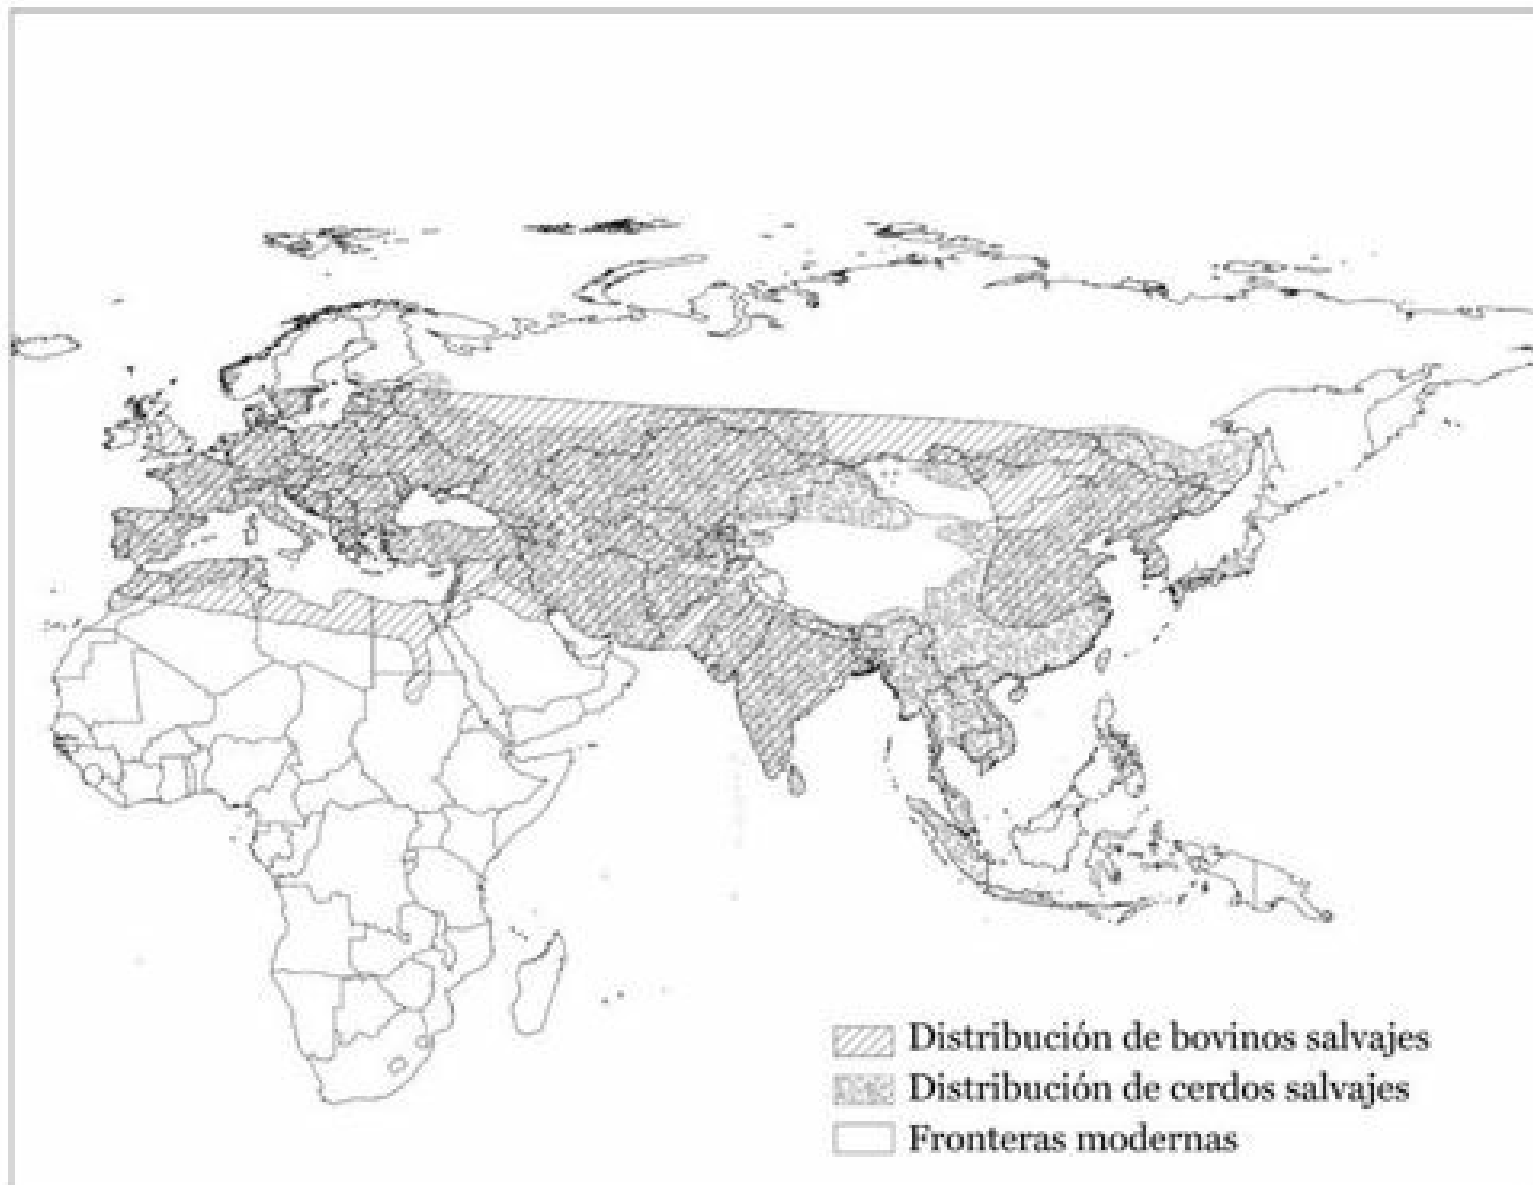 Distribución de bovinos salvajes
Distribución de cerdos salvajes
Fronteras modernas